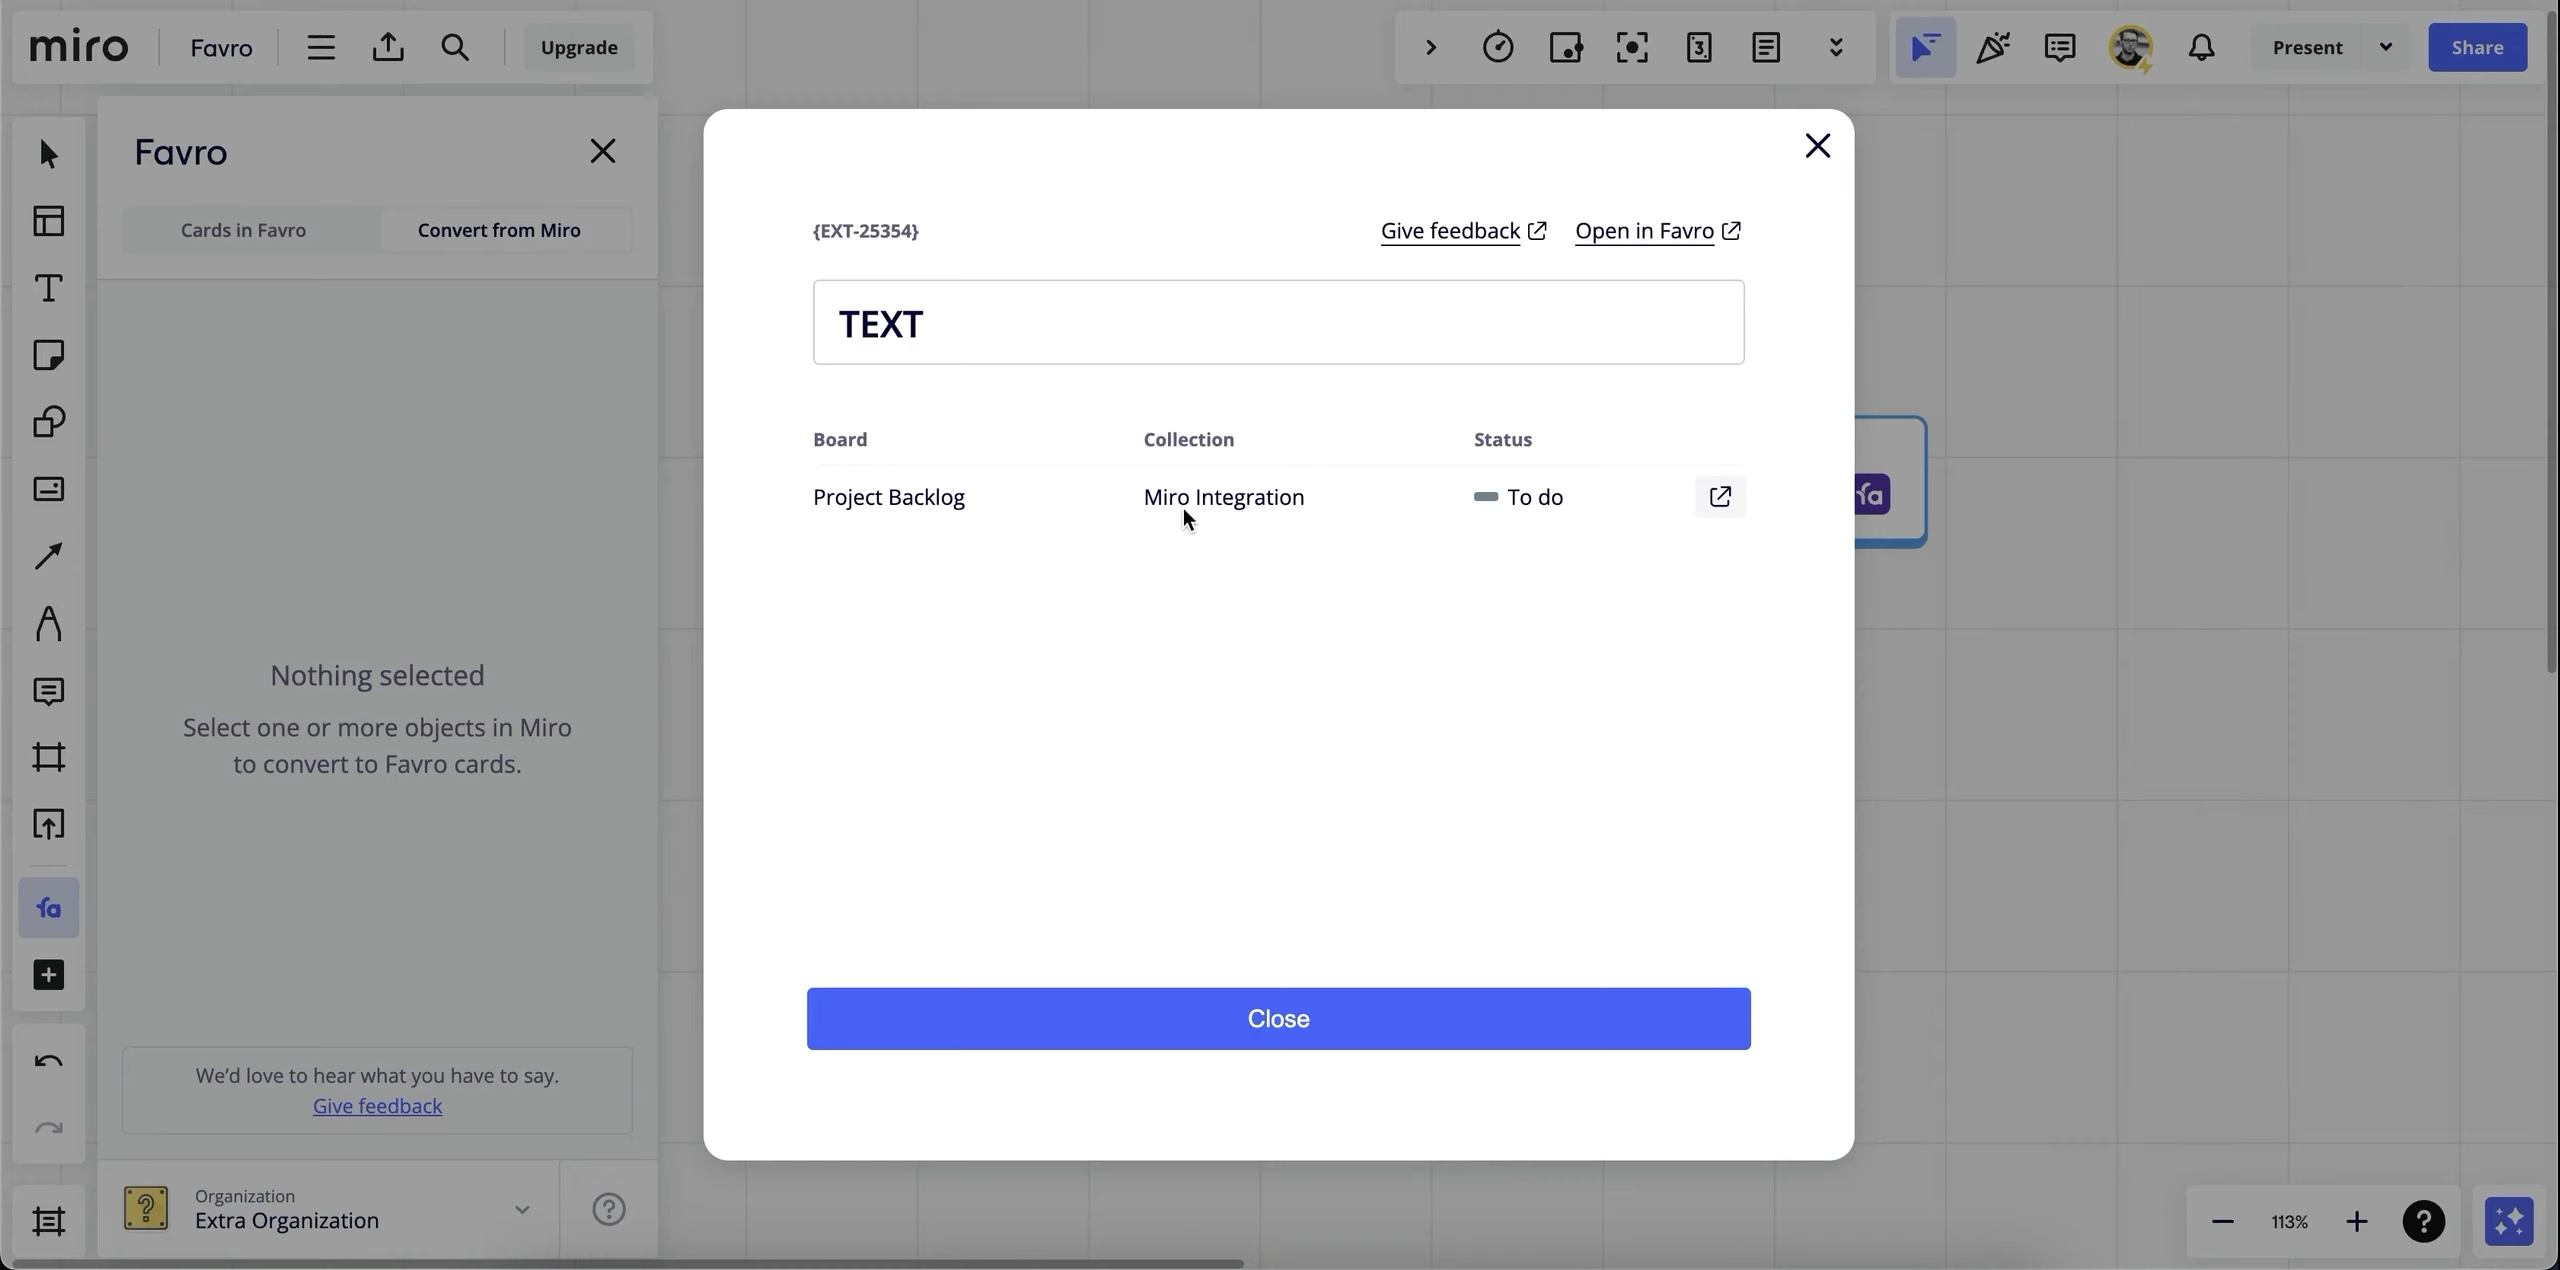 miro
Favro
Upgrade
3
Present
Share
Favro
Cards in Favro
Convert from Miro
Nothing selected
Select one or more objects in Miro
to convert to Favro cards.
We'd love to hear what you have to say.
Give feedback
Organization
Extra Organization
{EXT-25354}
Give feedback
Open in Favro
TEXT
Board
Collection
Status
Project Backlog
Miro Integration
To do
Close
fa
fa
113%